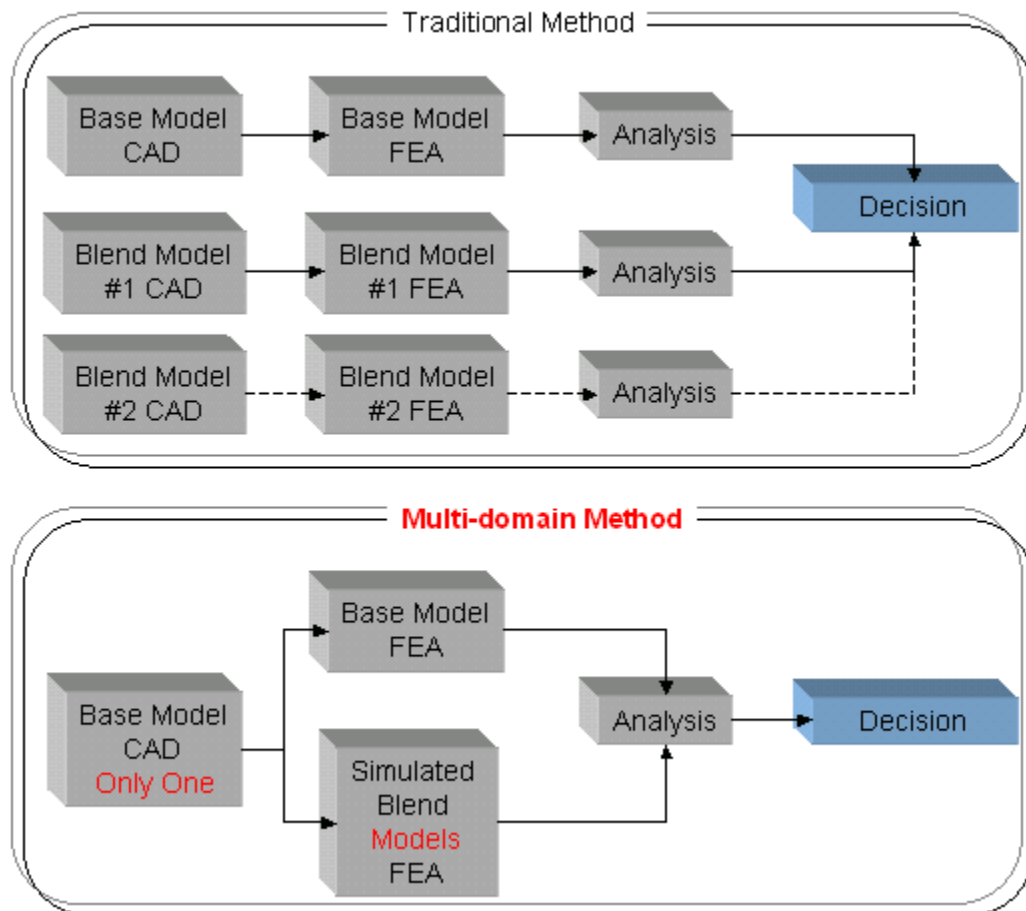 Traditional Method
Base Model
CAD
Base Model
FEA
Analysis
Decision
Blend Model
#1 CAD
Blend Model
#1 FEA
Analysis
Blend Model
#2 CAD
Blend Model
#2 FEA
Analysis
Multi-domain Method
Base Model
CAD
Only One
Base Model
FEA
Simulated
Blend
Models
FEA
Analysis
Decision